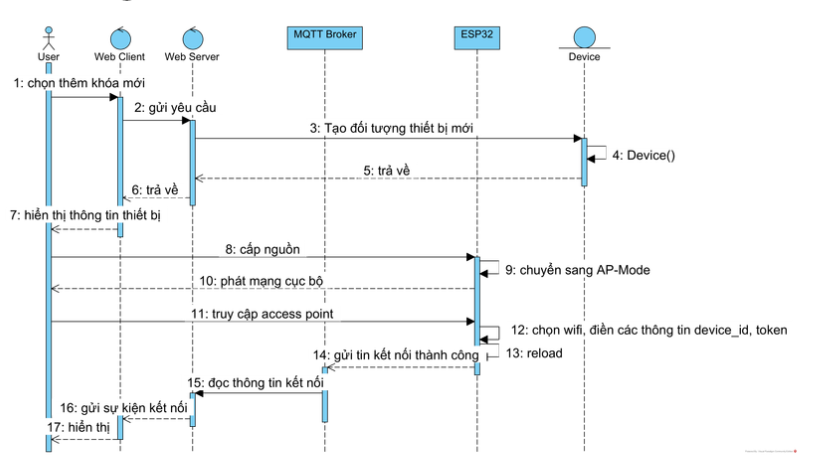 MQTT Broker
ESP32
User
Web Client
Web Server
Device
1: chọn thêm khóa mới
2: gửi yêu cầu
3: Tạo đối tượng thiết bị mới
4: Device()
5: trả về
6: trả về
7: hiển thị thông tin thiết bị
8: cấp nguồn
9: chuyển sang AP-Mode
10: phát mạng cục bộ
11: truy cập access point
12: chọn wifi, điền các thông tin device_id, token
13: reload
14: gửi tin kết nối thành công
15: đọc thông tin kết nối
16: gửi sự kiện kết nối
17: hiển thị